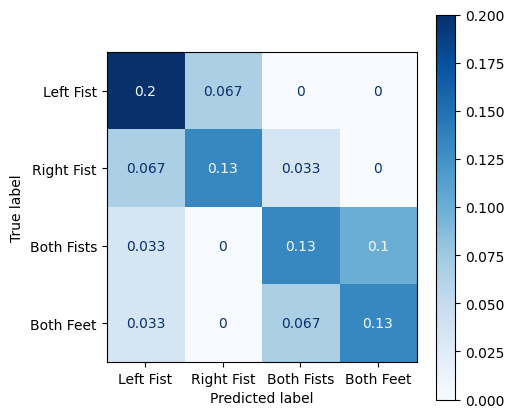 True label
Left Fist 0.2 0.067 0 0
Right Fist 0.067 0.13 0.033 0
Both Fists 0.033 0 0.13 0.1
Both Feet 0.033 0 0.067 0.13
Left Fist Right Fist Both Fists Both Feet
Predicted label
0.200
0.175
0.150
0.125
0.100
0.075
0.050
0.025
0.000